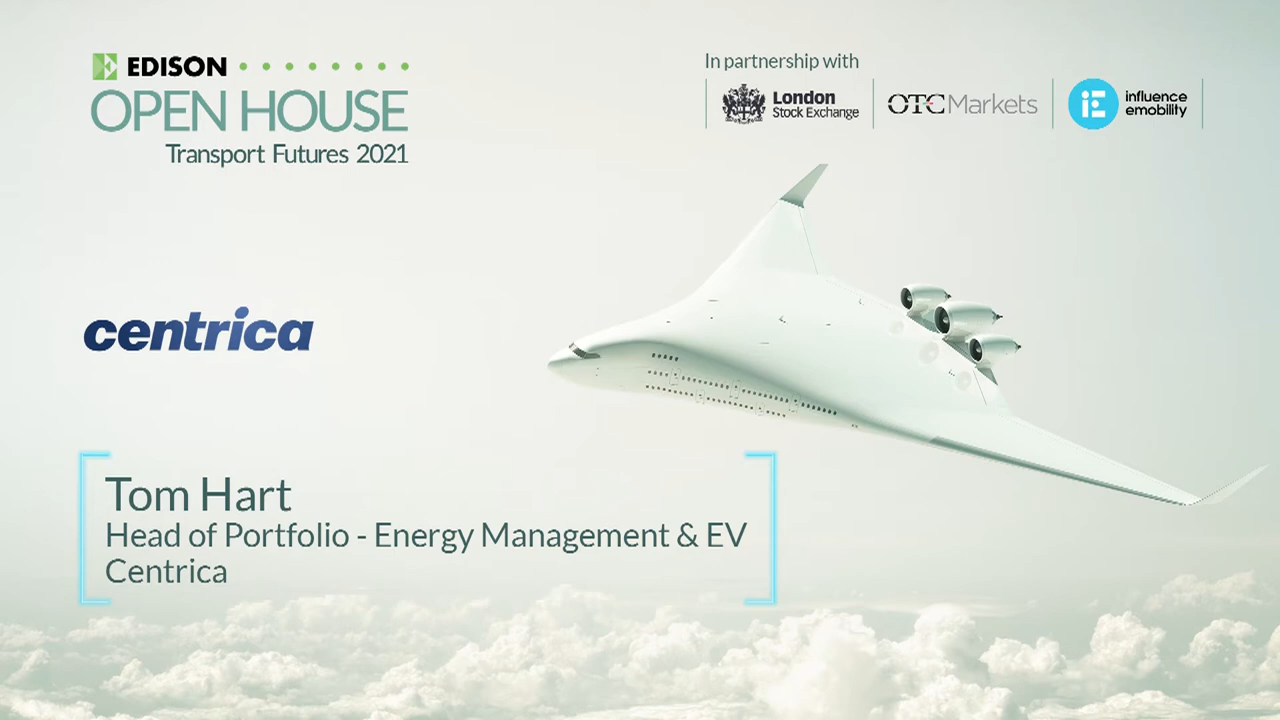 EDISON
OPEN HOUSE
Transport Futures 2021
In partnership with
London
Stock Exchange
OTC Markets
iE
influence
emobility
centrica
Tom Hart
Head of Portfolio - Energy Management & EV
Centrica